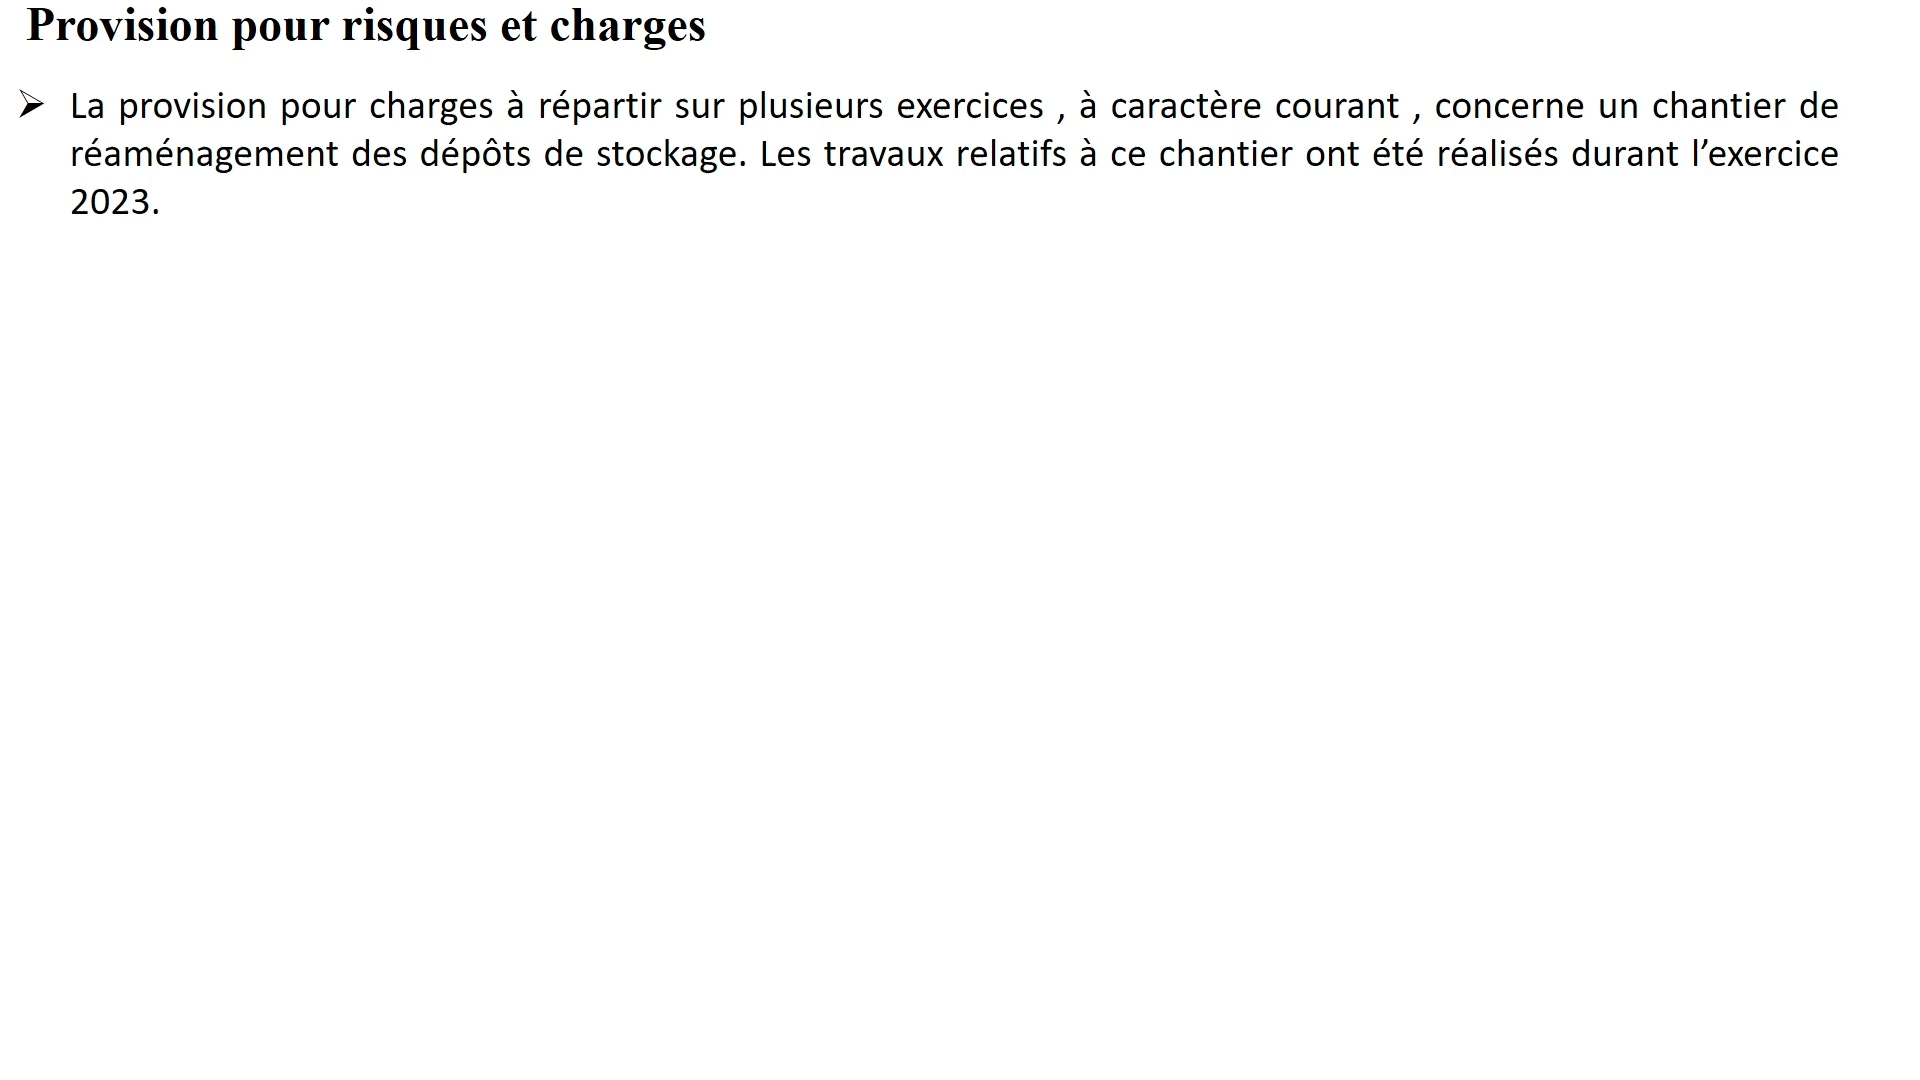 Provision pour risques et charges
➢ La provision pour charges à répartir sur plusieurs exercices , à caractère courant , concerne un chantier de
réaménagement des dépôts de stockage. Les travaux relatifs à ce chantier ont été réalisés durant l’exercice
2023.